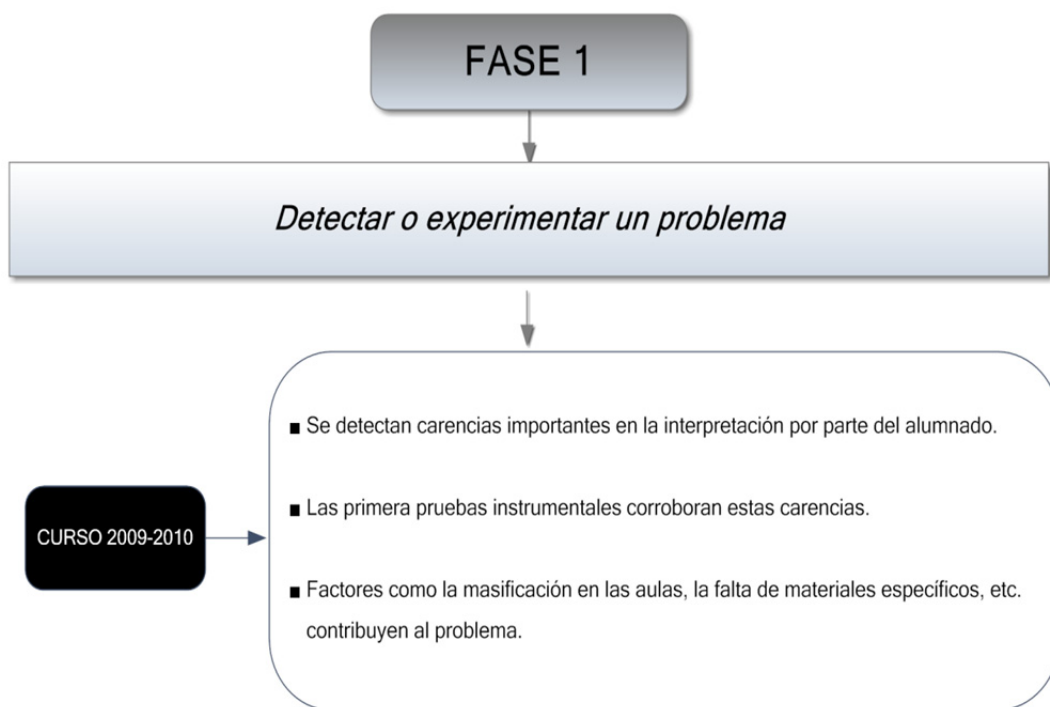 FASE 1
Detectar o experimentar un problema
■ Se detectan carencias importantes en la interpretación por parte del alumnado.
■ Las primera pruebas instrumentales corroboran estas carencias.
CURSO 2009-2010
■ Factores como la masificación en las aulas, la falta de materiales específicos, etc.
contribuyen al problema.